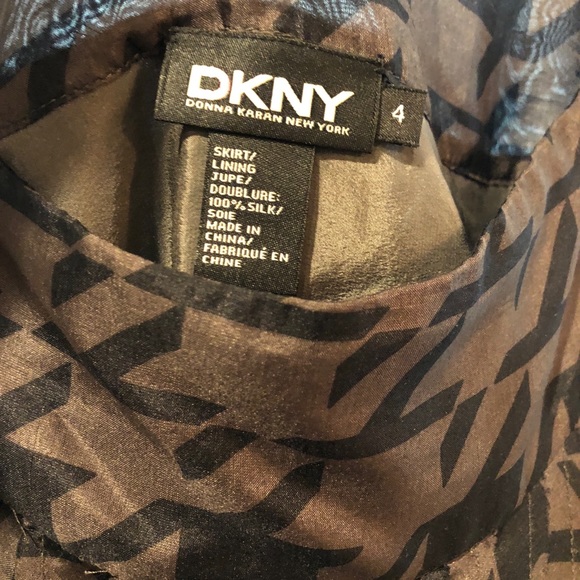 DKNY
DONNA KARAN NEW YORK
4
SKIRT/
LINING
JUPE/
DOUBLURE:
100% SILK/
SOIE
MADE IN
CHINA/
FABRIQUÉ EN
CHINE